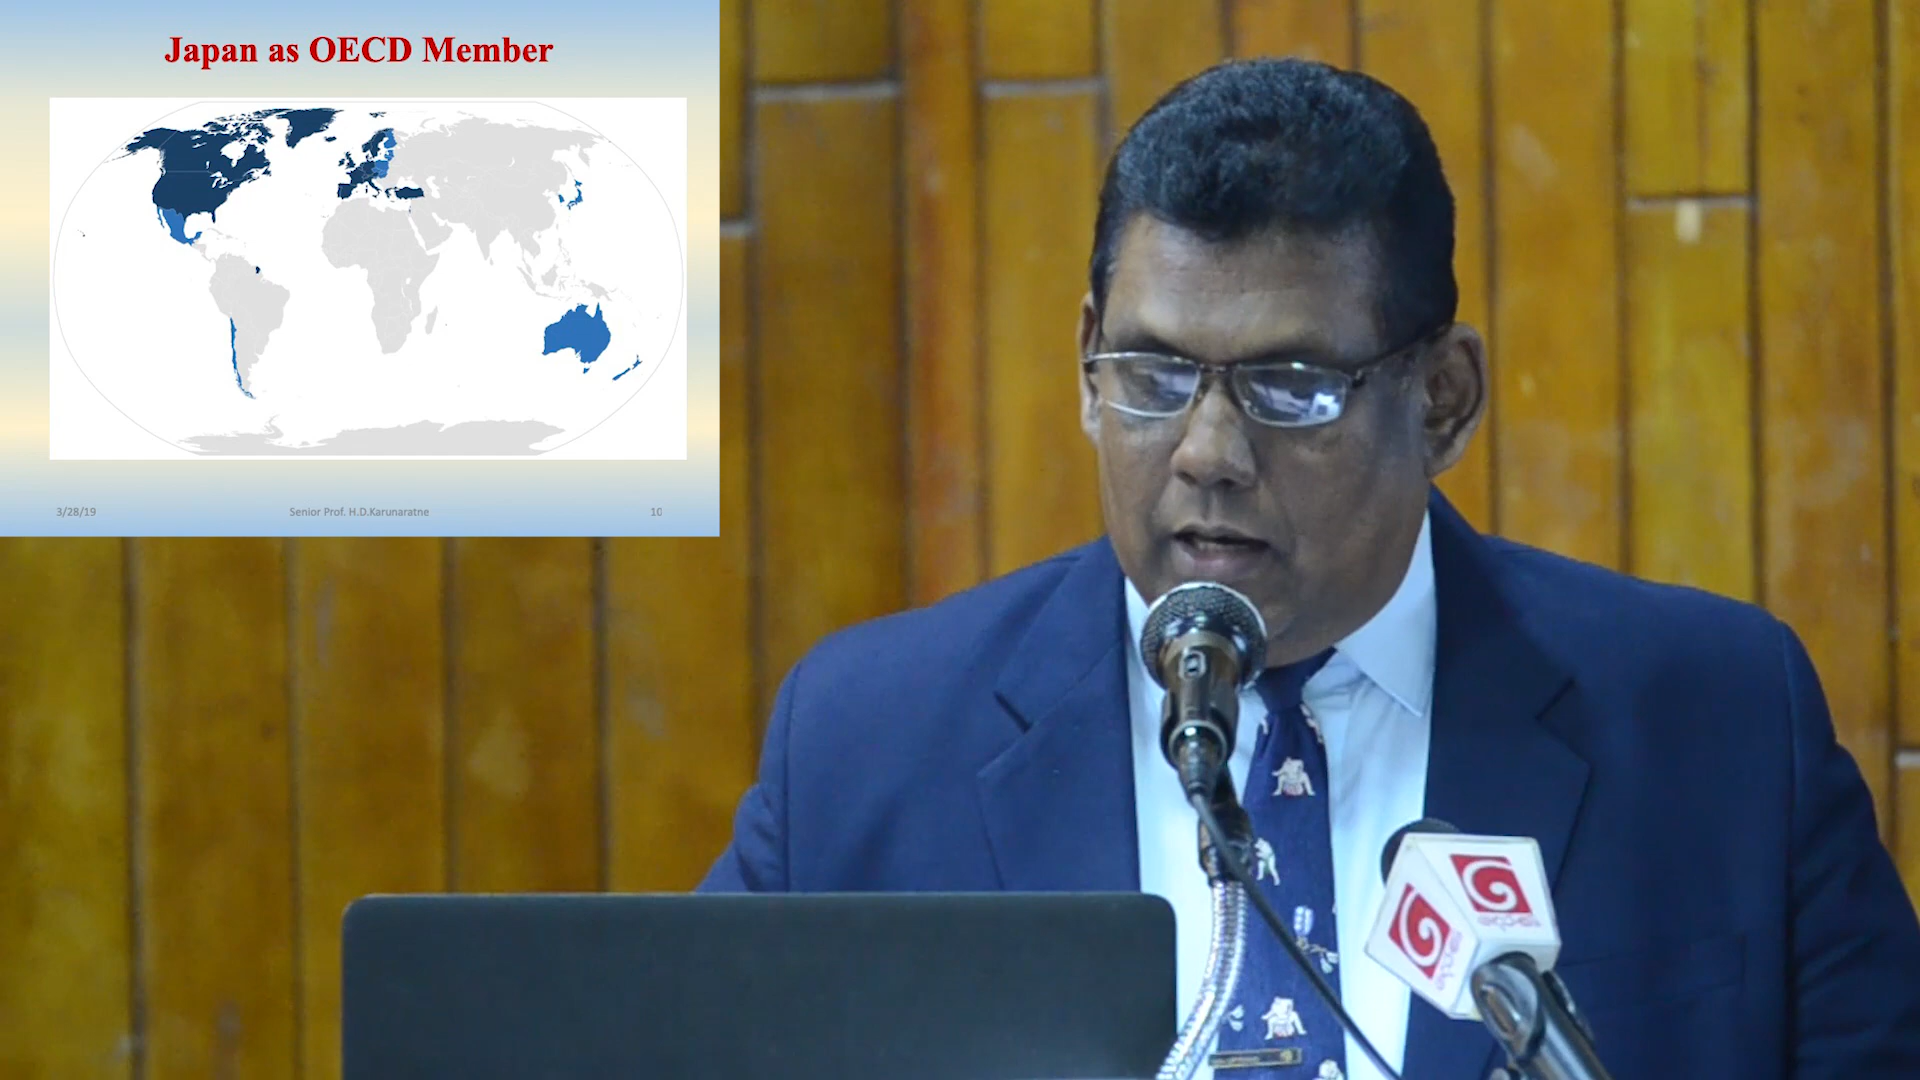 Japan as OECD Member
3/28/19
Senior Prof. H.D.Karunaratne
10